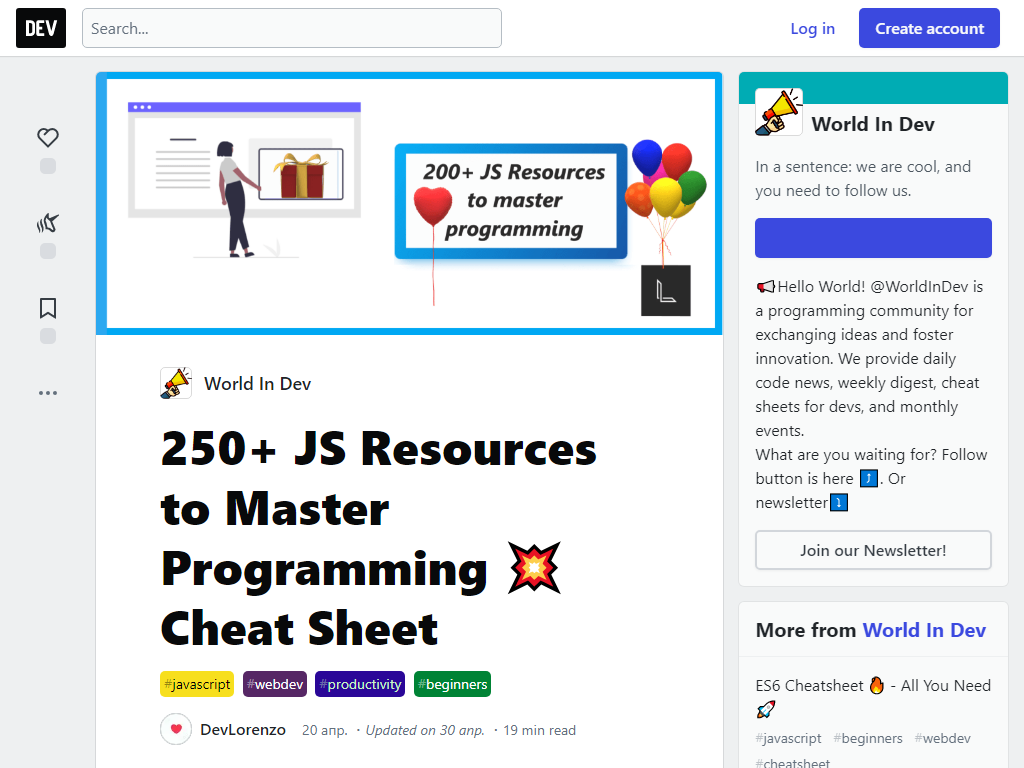 DEV
Search...
Log in
Create account
200+ JS Resources
to master
programming
World In Dev
250+ JS Resources
to Master
Programming 💥
Cheat Sheet
#javascript #webdev #productivity #beginners
DevLorenzo 20 апр. · Updated on 30 апр. · 19 min read
World In Dev
In a sentence: we are cool, and
you need to follow us.
📢Hello World! @WorldInDev is
a programming community for
exchanging ideas and foster
innovation. We provide daily
code news, weekly digest, cheat
sheets for devs, and monthly
events.
What are you waiting for? Follow
button is here ⤴️. Or
newsletter⤵️
Join our Newsletter!
More from World In Dev
ES6 Cheatsheet 🔥 - All You Need
🚀
#javascript #beginners #webdev
#cheatsheet